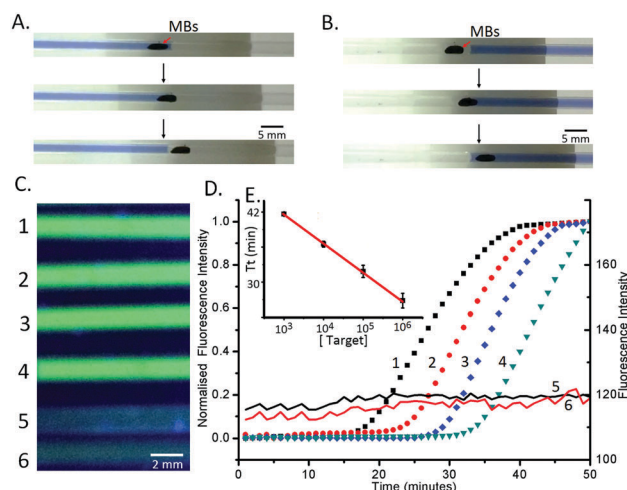 A.
MBs
5 mm
B.
MBs
5 mm
C.
1
2
3
4
5
6
2 mm
D.
Normalised Fluorescence Intensity
1.0
0.8
0.6
0.4
0.2
0.0
E.
Tt (min)
42
30
10³ 10⁴ 10⁵ 10⁶
[ Target]
1 2 3 4
5
6
160
140
120
100
Fluorescence Intensity
0 10 20 30 40 50
Time (minutes)